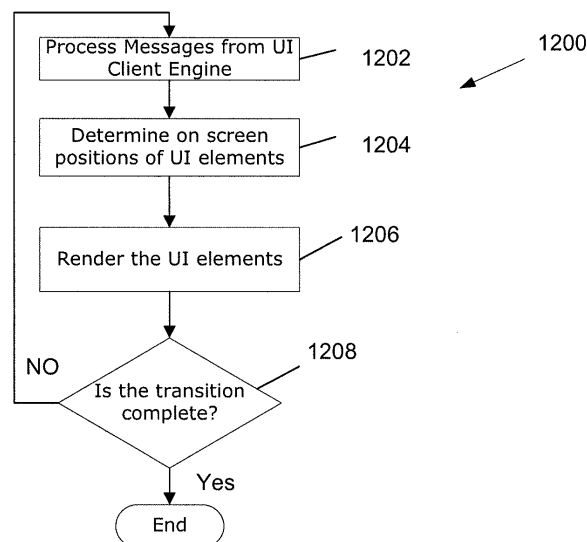 Process Messages from UI
Client Engine
1202
1200
Determine on screen
positions of UI elements
1204
Render the UI elements
1206
Is the transition
complete?
1208
NO
Yes
End